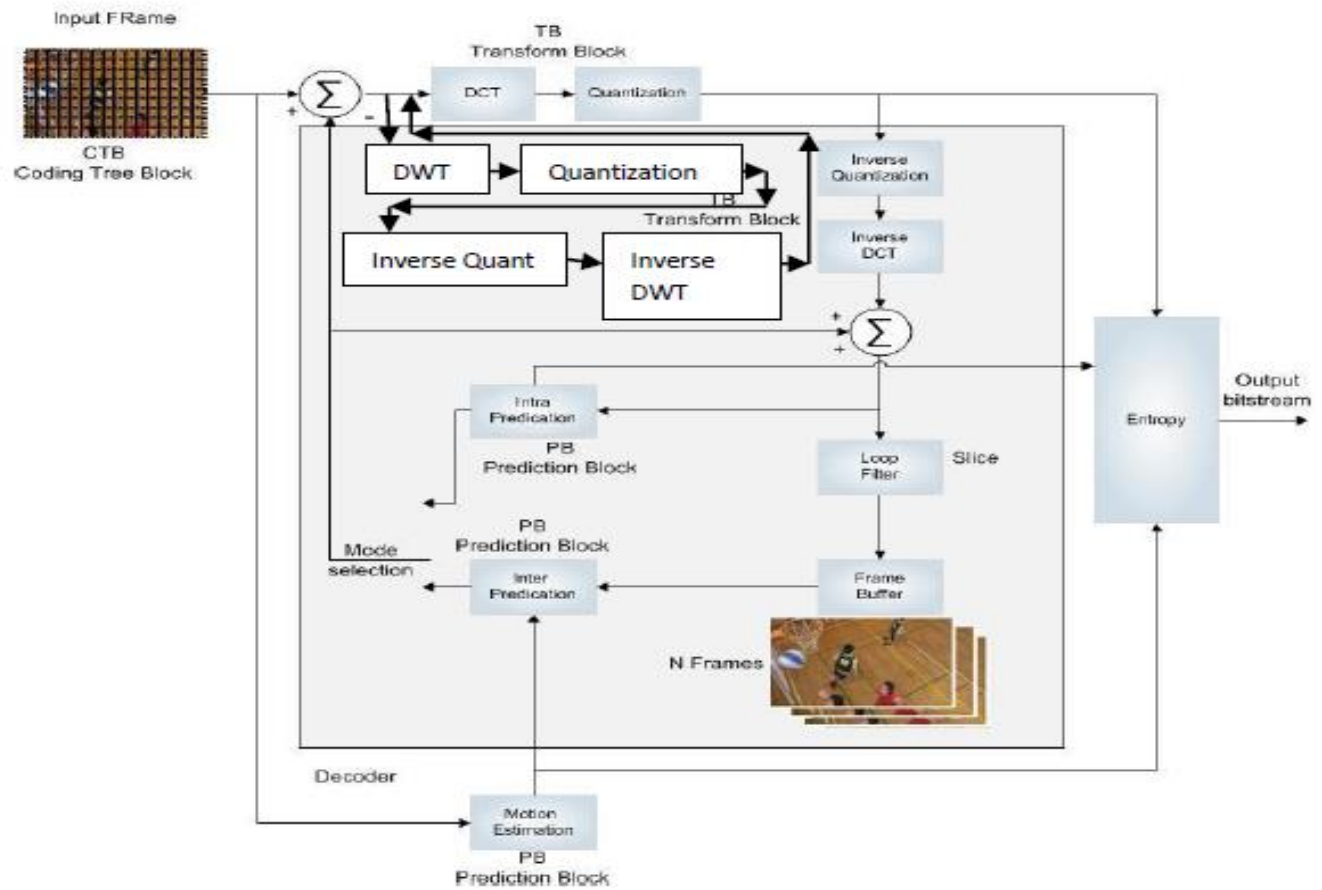 Input FRame
CTB
Coding Tree Block
Σ
+
-
TB
Transform Block
DCT
Quantization
DWT
Quantization
TB
Transform Block
Inverse Quant
Inverse
DWT
Inverse
Quantization
Inverse
DCT
+
+
Σ
Intra
Predication
PB
Prediction Block
Loop
Filter
Slice
Entropy
Output
bitstream
PB
Prediction Block
Mode
selection
Inter
Predication
Frame
Buffer
N Frames
Decoder
Motion
Estimation
PB
Prediction Block